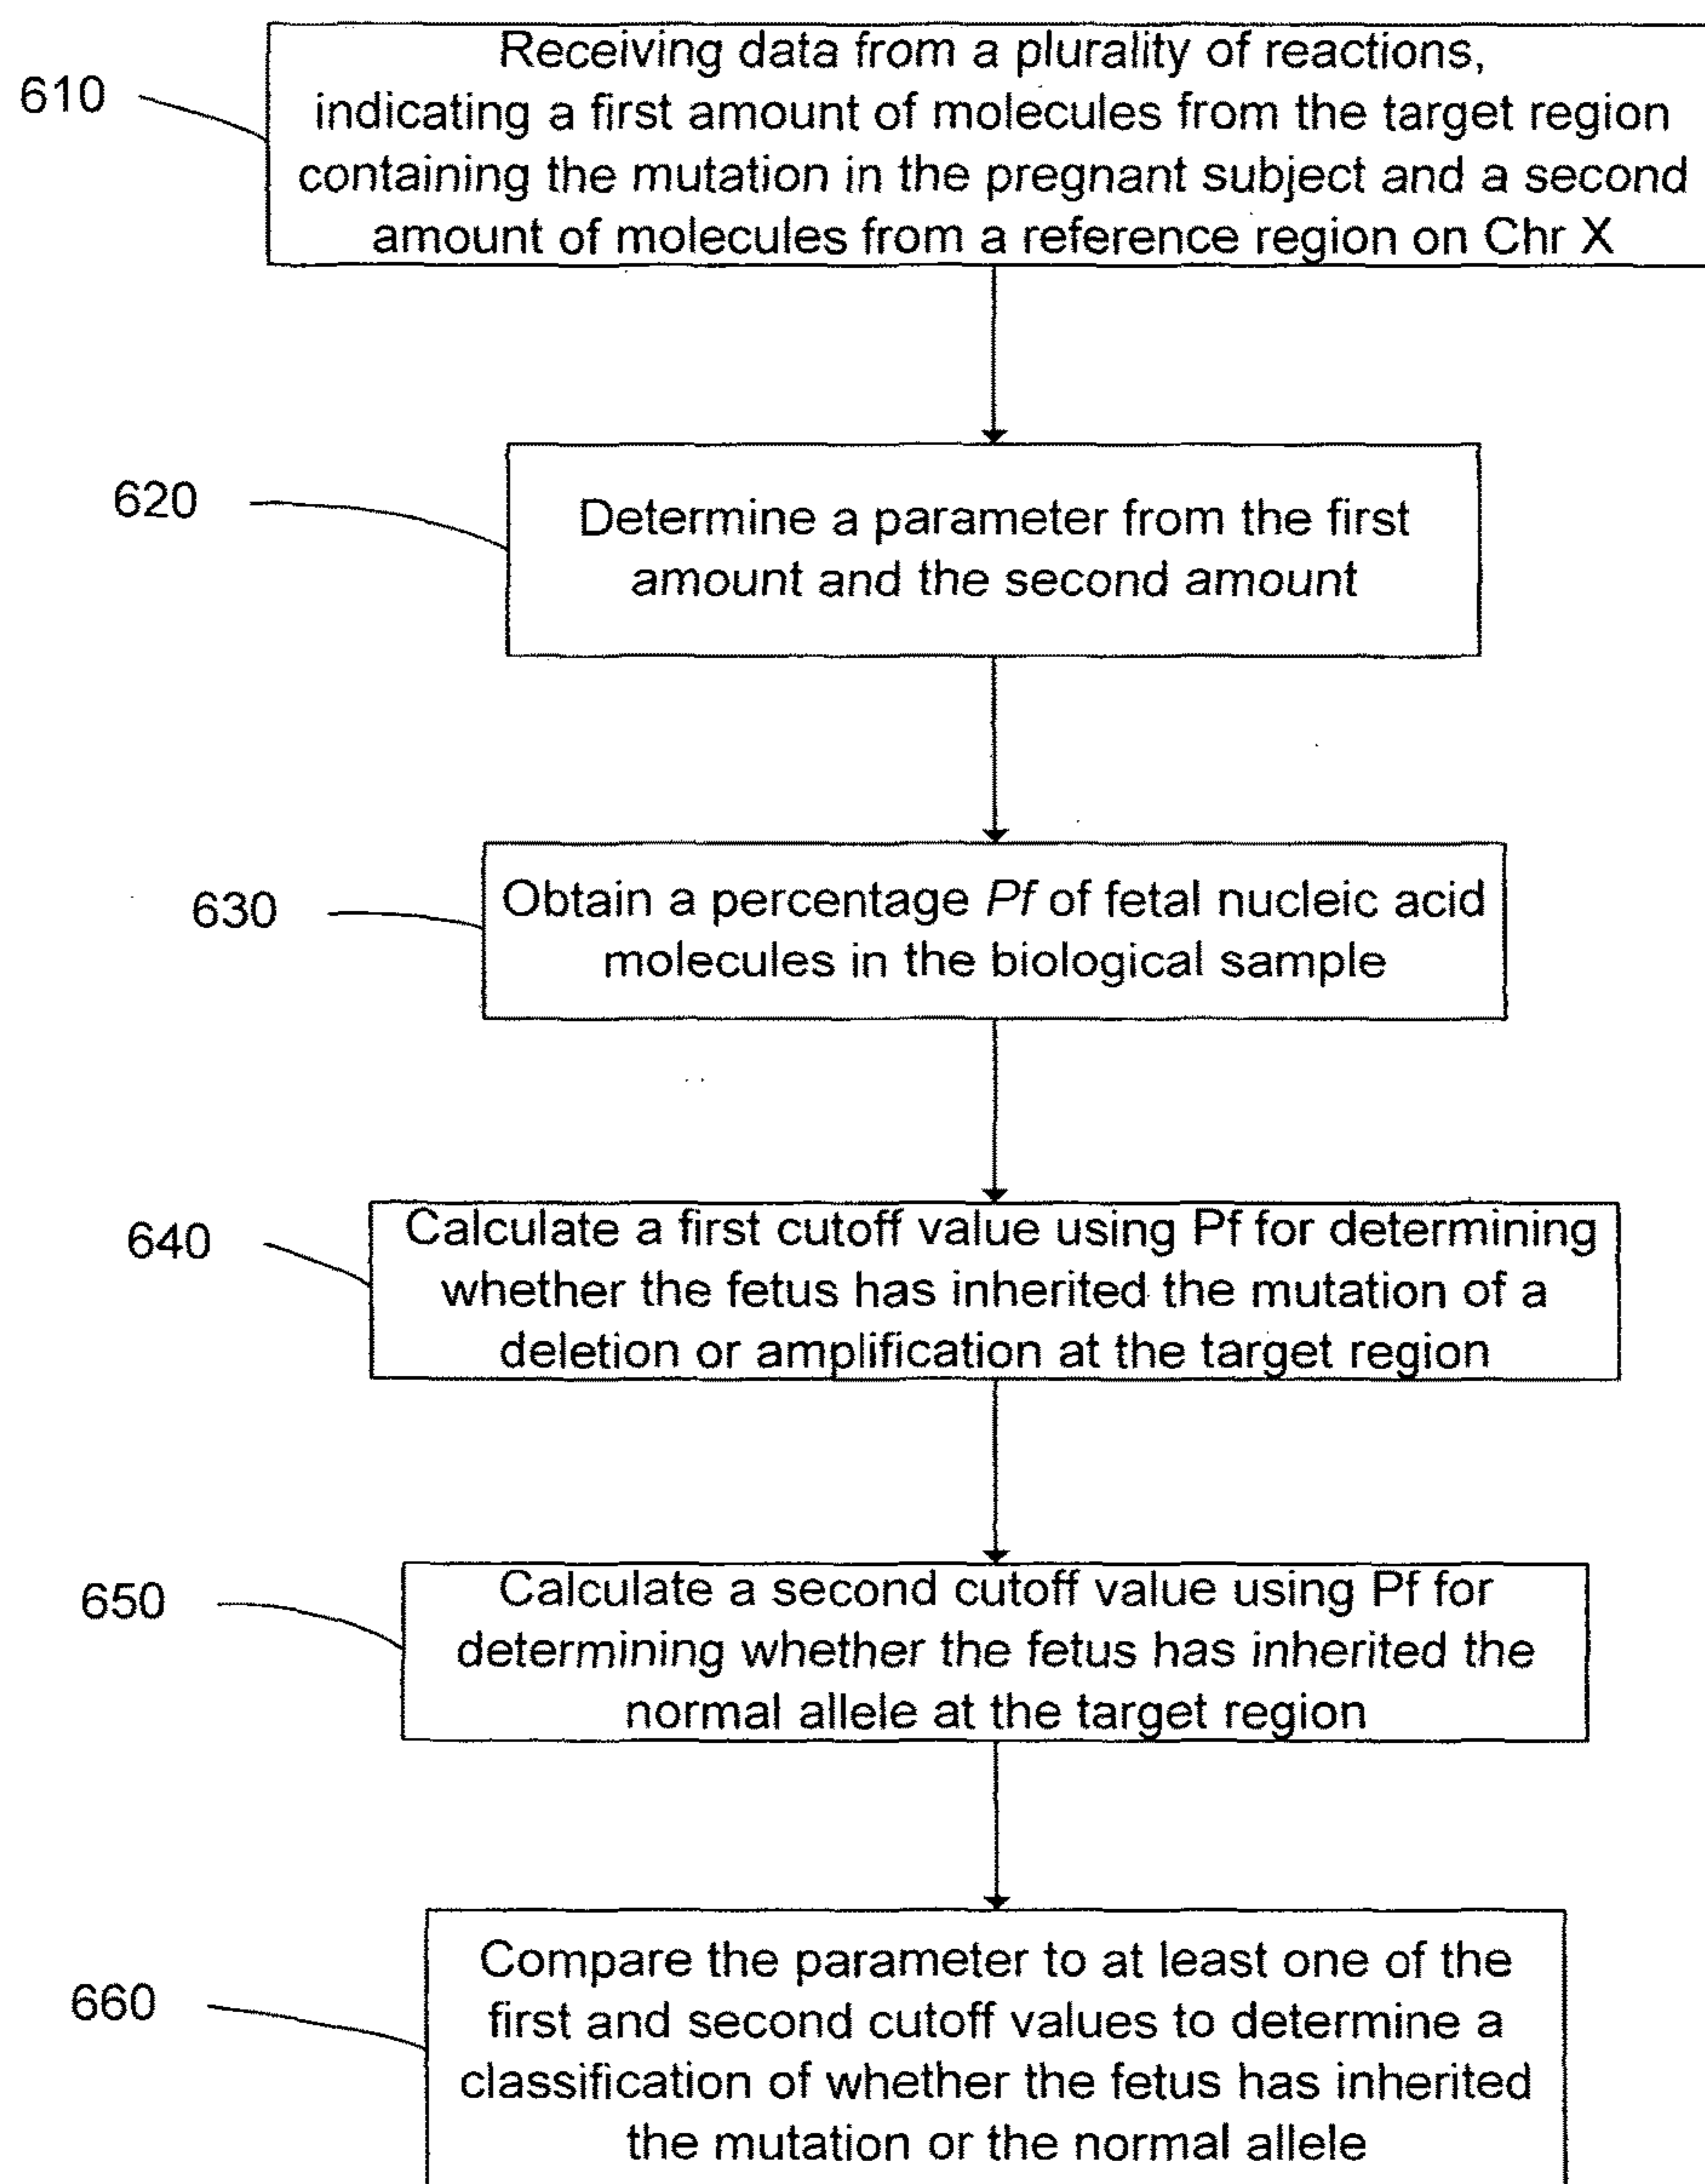 610
Receiving data from a plurality of reactions,
indicating a first amount of molecules from the target region
containing the mutation in the pregnant subject and a second
amount of molecules from a reference region on Chr X
620
Determine a parameter from the first
amount and the second amount
630
Obtain a percentage Pf of fetal nucleic acid
molecules in the biological sample
640
Calculate a first cutoff value using Pf for determining
whether the fetus has inherited the mutation of a
deletion or amplification at the target region
650
Calculate a second cutoff value using Pf for
determining whether the fetus has inherited the
normal allele at the target region
660
Compare the parameter to at least one of the
first and second cutoff values to determine a
classification of whether the fetus has inherited
the mutation or the normal allele